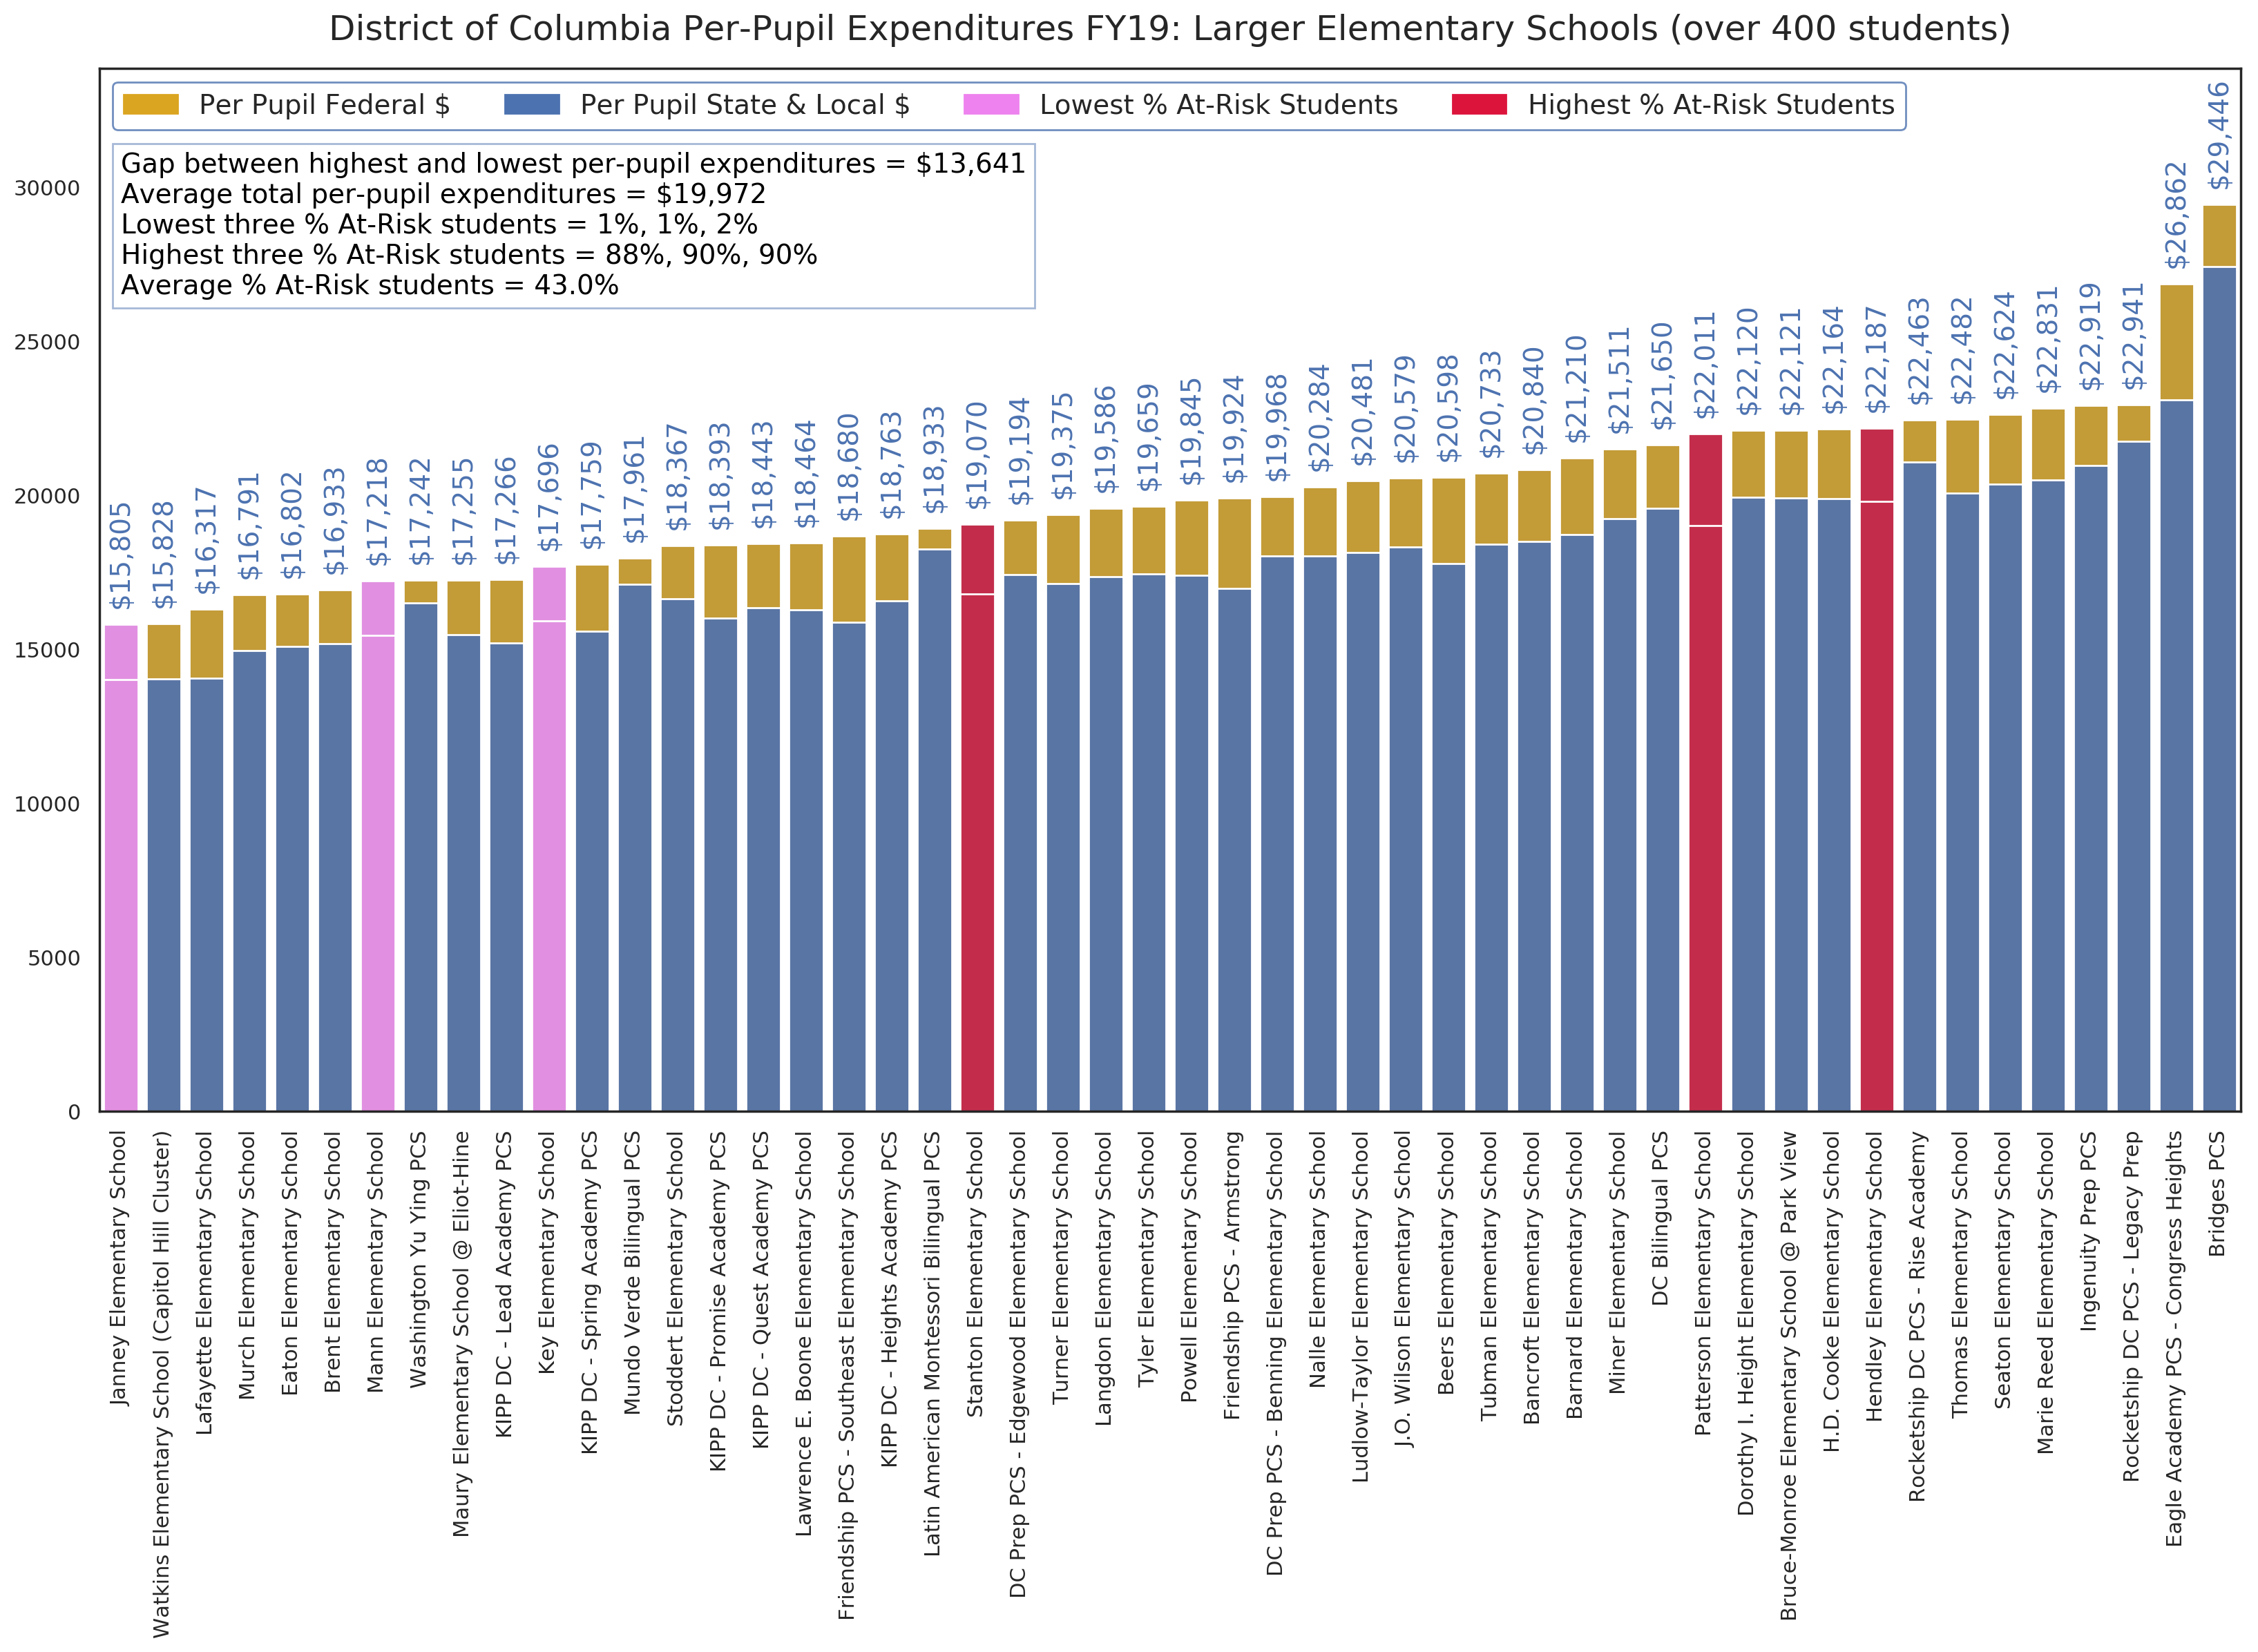 District of Columbia Per-Pupil Expenditures FY19: Larger Elementary Schools (over 400 students)
Per Pupil Federal $
Per Pupil State & Local $
Lowest % At-Risk Students
Highest % At-Risk Students
Gap between highest and lowest per-pupil expenditures = $13,641
Average total per-pupil expenditures = $19,972
Lowest three % At-Risk students = 1%, 1%, 2%
Highest three % At-Risk students = 88%, 90%, 90%
Average % At-Risk students = 43.0%
30000
25000
20000
15000
10000
5000
0
$15,805
$15,828
$16,317
$16,791
$16,802
$16,933
$17,218
$17,242
$17,255
$17,266
$17,696
$17,759
$17,961
$18,367
$18,393
$18,443
$18,464
$18,680
$18,763
$18,933
$19,070
$19,194
$19,375
$19,586
$19,659
$19,845
$19,924
$19,968
$20,284
$20,481
$20,579
$20,598
$20,733
$20,840
$21,210
$21,511
$21,650
$22,011
$22,120
$22,121
$22,164
$22,187
$22,463
$22,482
$22,624
$22,831
$22,919
$22,941
$26,862
$29,446
Janney Elementary School
Watkins Elementary School (Capitol Hill Cluster)
Lafayette Elementary School
Murch Elementary School
Eaton Elementary School
Brent Elementary School
Mann Elementary School
Washington Yu Ying PCS
Maury Elementary School @ Eliot-Hine
KIPP DC - Lead Academy PCS
Key Elementary School
KIPP DC - Spring Academy PCS
Mundo Verde Bilingual PCS
Stoddert Elementary School
KIPP DC - Promise Academy PCS
KIPP DC - Quest Academy PCS
Lawrence E. Boone Elementary School
Friendship PCS - Southeast Elementary School
KIPP DC - Heights Academy PCS
Latin American Montessori Bilingual PCS
Stanton Elementary School
DC Prep PCS - Edgewood Elementary School
Turner Elementary School
Langdon Elementary School
Tyler Elementary School
Powell Elementary School
Friendship PCS - Armstrong
DC Prep PCS - Benning Elementary School
Nalle Elementary School
Ludlow-Taylor Elementary School
J.O. Wilson Elementary School
Beers Elementary School
Tubman Elementary School
Bancroft Elementary School
Barnard Elementary School
Miner Elementary School
DC Bilingual PCS
Patterson Elementary School
Dorothy I. Height Elementary School
Bruce-Monroe Elementary School @ Park View
H.D. Cooke Elementary School
Hendley Elementary School
Rocketship DC PCS - Rise Academy
Thomas Elementary School
Seaton Elementary School
Marie Reed Elementary School
Ingenuity Prep PCS
Rocketship DC PCS - Legacy Prep
Eagle Academy PCS - Congress Heights
Bridges PCS